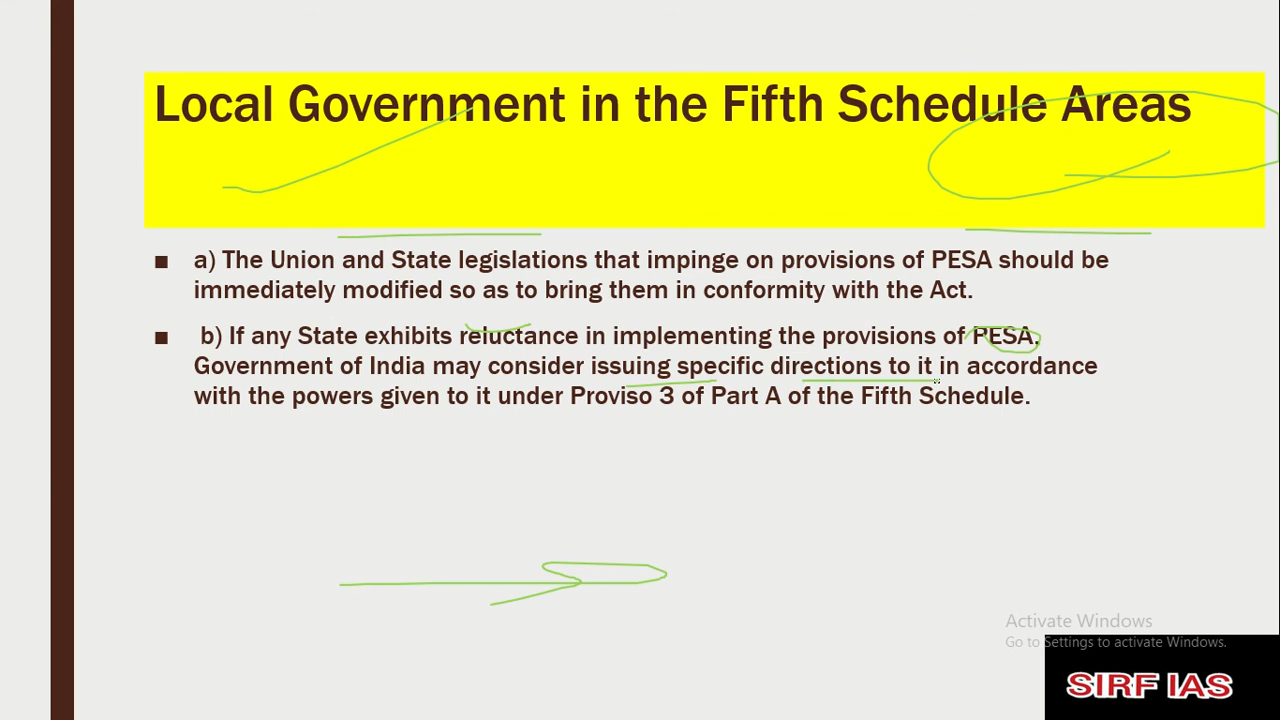 Local Government in the Fifth Schedule Areas
■ a) The Union and State legislations that impinge on provisions of PESA should be
immediately modified so as to bring them in conformity with the Act.
■ b) If any State exhibits reluctance in implementing the provisions of PESA,
Government of India may consider issuing specific directions to it in accordance
with the powers given to it under Proviso 3 of Part A of the Fifth Schedule.
Activate Windows
Go to Settings to activate Windows.
SIRF IAS